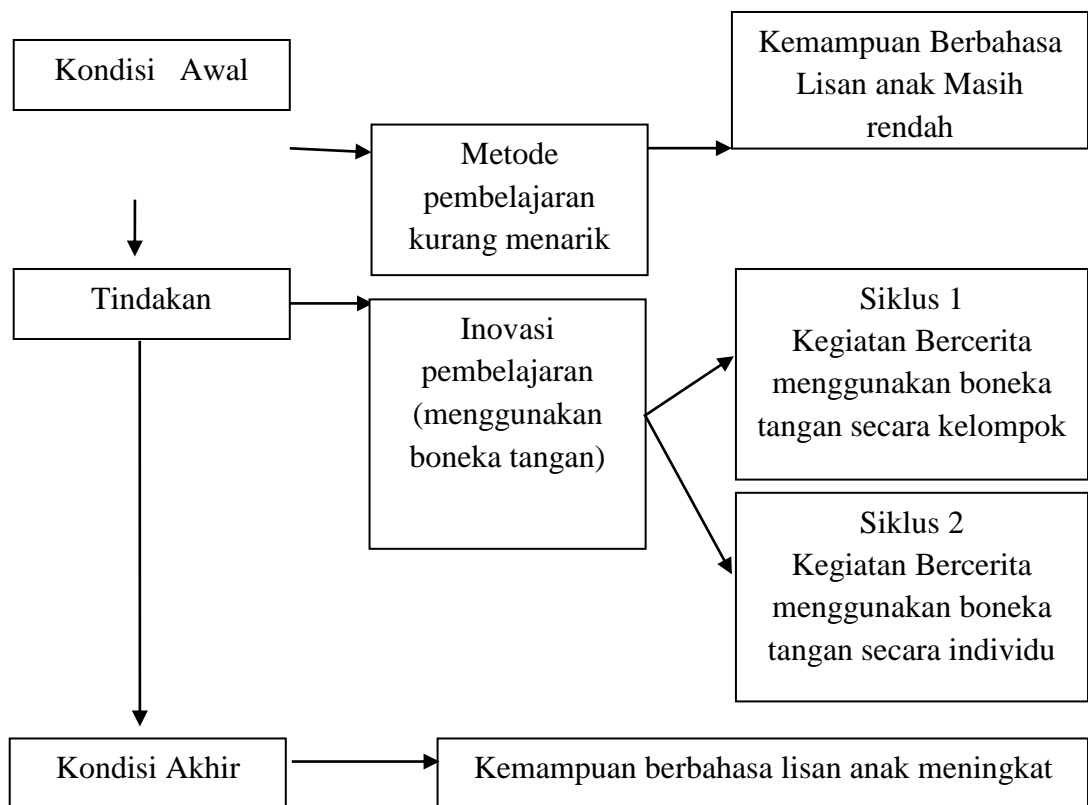 Kondisi Awal
Metode
pembelajaran
kurang menarik
Kemampuan Berbahasa
Lisan anak Masih
rendah
Tindakan
Inovasi
pembelajaran
(menggunakan
boneka tangan)
Siklus 1
Kegiatan Bercerita
menggunakan boneka
tangan secara kelompok
Siklus 2
Kegiatan Bercerita
menggunakan boneka
tangan secara individu
Kondisi Akhir
Kemampuan berbahasa lisan anak meningkat